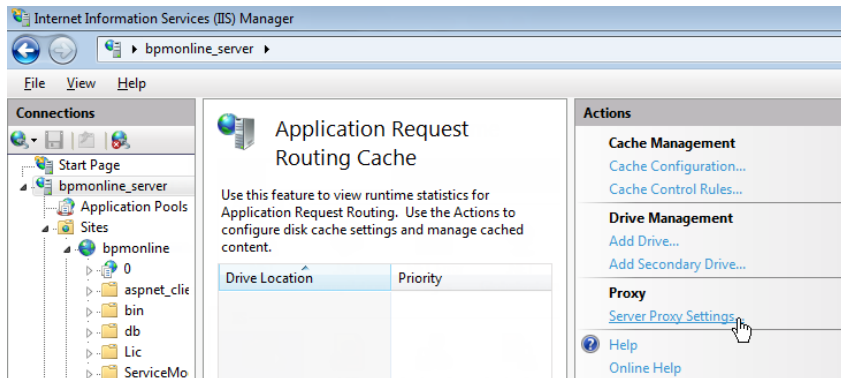 Internet Information Services (IIS) Manager
bpmonline_server
File View Help
Connections
Start Page
bpmonline_server
Application Pools
Sites
bpmonline
0
aspnet_clie
bin
db
Lic
ServiceMo
Application Request
Routing Cache
Use this feature to view runtime statistics for
Application Request Routing. Use the Actions to
configure disk cache settings and manage cached
content.
Drive Location Priority
Actions
Cache Management
Cache Configuration...
Cache Control Rules...
Drive Management
Add Drive...
Add Secondary Drive...
Proxy
Server Proxy Settings...
Help
Online Help